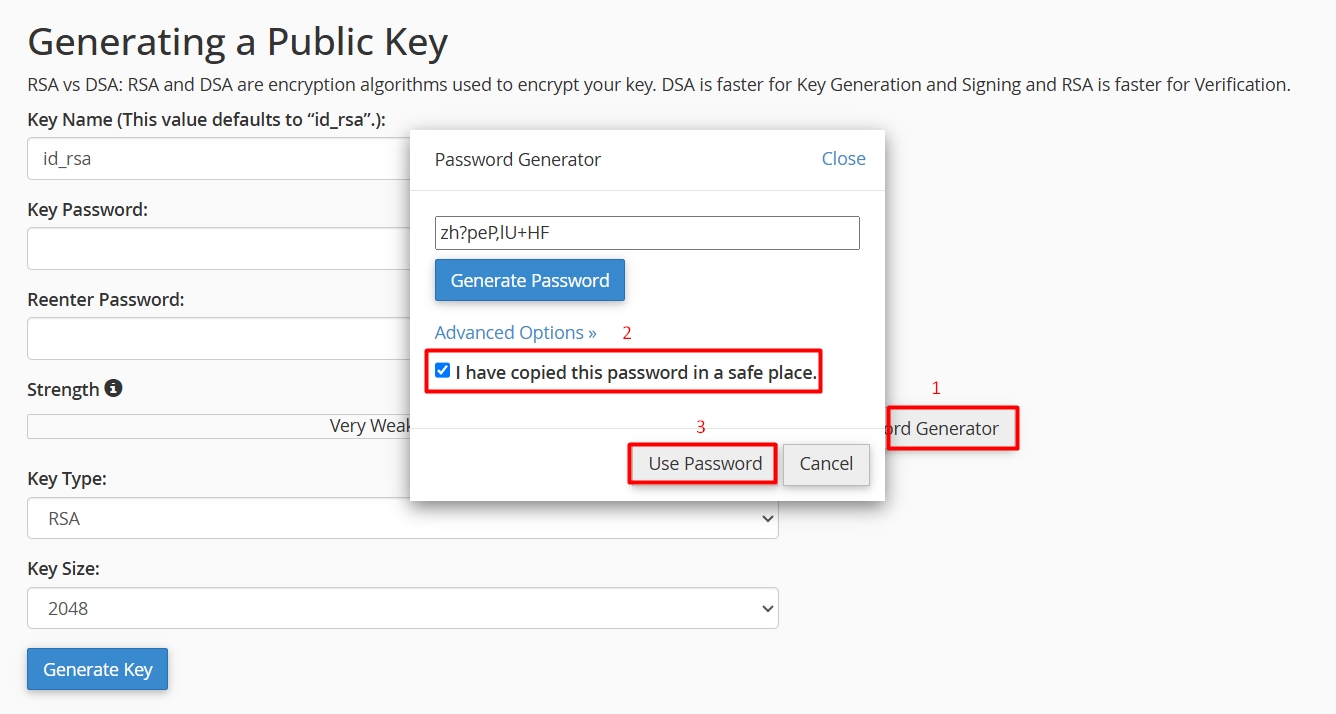 Generating a Public Key
RSA vs DSA: RSA and DSA are encryption algorithms used to encrypt your key. DSA is faster for Key Generation and Signing and RSA is faster for Verification.
Key Name (This value defaults to “id_rsa”.):
id_rsa
Key Password:
Reenter Password:
Strength
Very Weak
Password Generator
Close
zh?peP,lU+HF
Generate Password
Advanced Options »
2
I have copied this password in a safe place.
3
Use Password
Cancel
1
ord Generator
Key Type:
RSA
Key Size:
2048
Generate Key